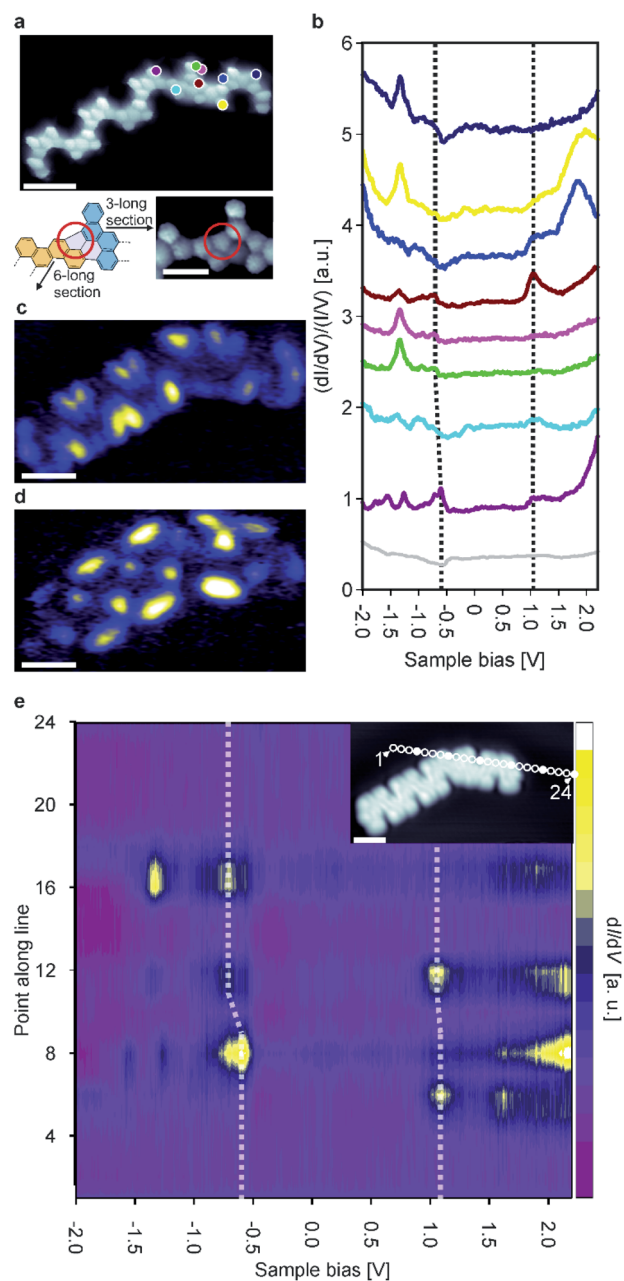 a
3-long
section
6-long
section
b
6
5
4
3
2
1
0
(dI/dV)/(I/V) [a.u.]
-2.0
-1.5
-1.0
-0.5
0
0.5
1.0
1.5
2.0
Sample bias [V]
c
d
e
24
20
16
12
8
4
Point along line
1
24
-2.0
-1.5
-1.0
-0.5
0.0
0.5
1.0
1.5
2.0
Sample bias [V]
dI/dV [a. u.]